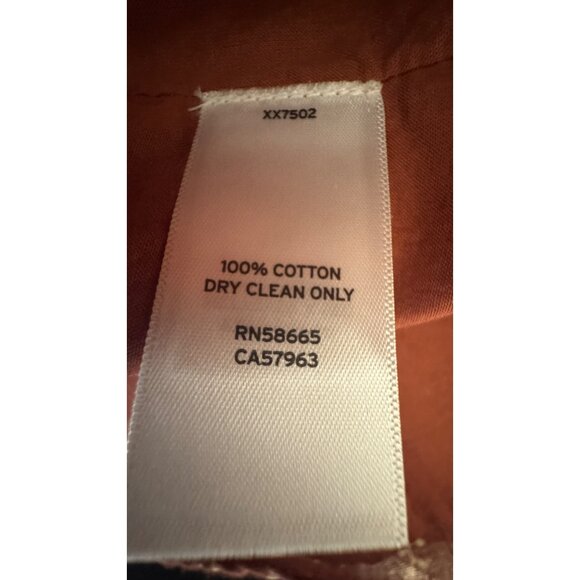 XX7502
100% COTTON
DRY CLEAN ONLY
RN58665
CA57963